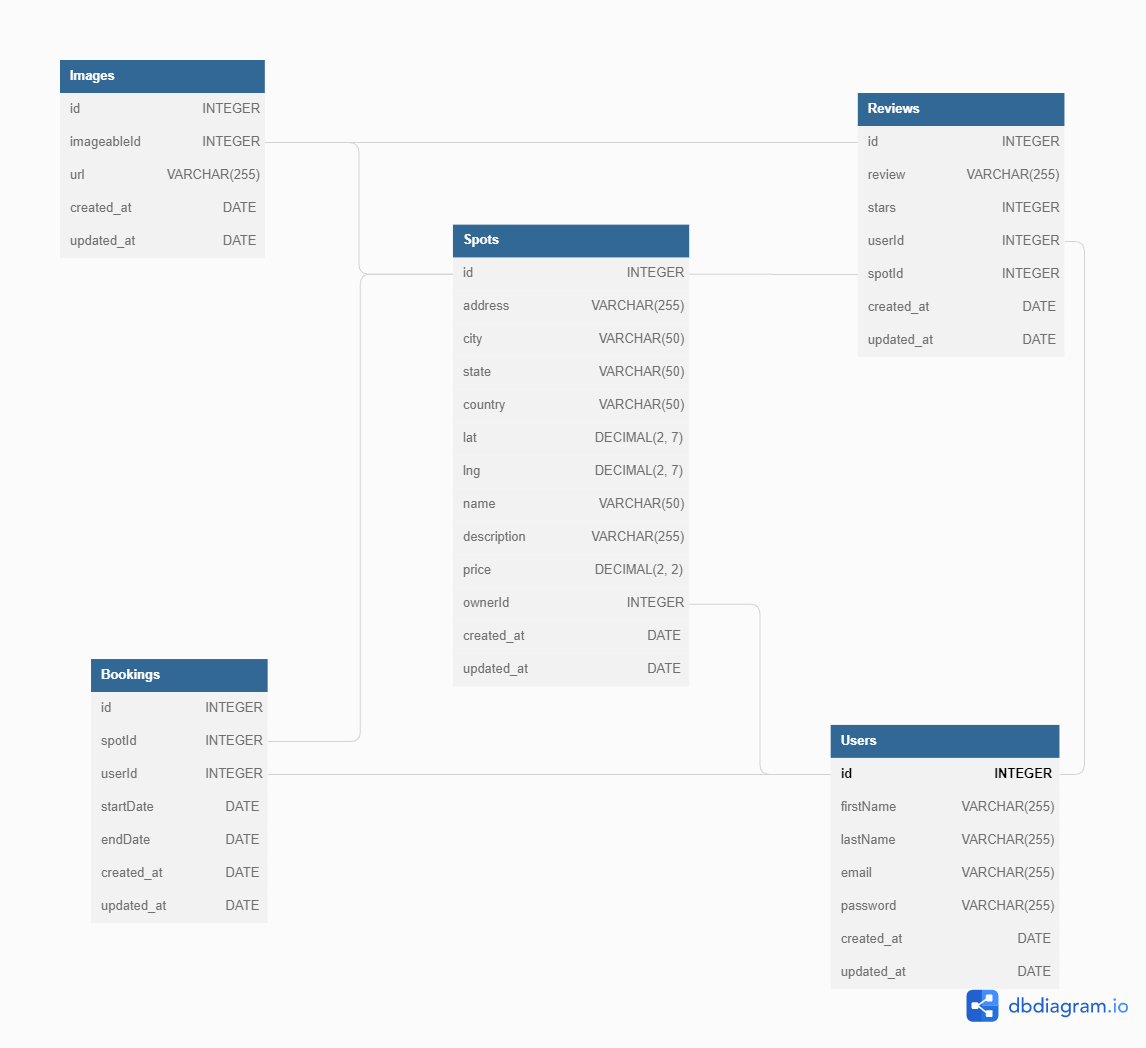 Images
id INTEGER
imageableId INTEGER
url VARCHAR(255)
created_at DATE
updated_at DATE
Reviews
id INTEGER
review VARCHAR(255)
stars INTEGER
userId INTEGER
spotId INTEGER
created_at DATE
updated_at DATE
Spots
id INTEGER
address VARCHAR(255)
city VARCHAR(50)
state VARCHAR(50)
country VARCHAR(50)
lat DECIMAL(2, 7)
lng DECIMAL(2, 7)
name VARCHAR(50)
description VARCHAR(255)
price DECIMAL(2, 2)
ownerId INTEGER
created_at DATE
updated_at DATE
Bookings
id INTEGER
spotId INTEGER
userId INTEGER
startDate DATE
endDate DATE
created_at DATE
updated_at DATE
Users
id INTEGER
firstName VARCHAR(255)
lastName VARCHAR(255)
email VARCHAR(255)
password VARCHAR(255)
created_at DATE
updated_at DATE
dbdiagram.io